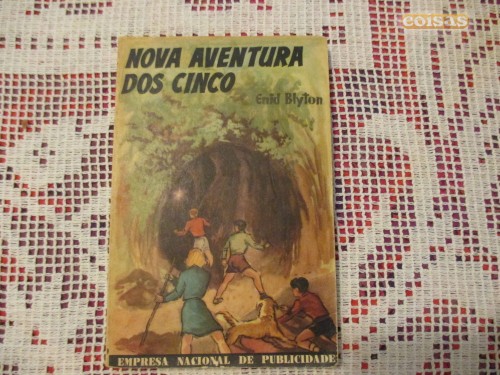 coisas
NOVA AVENTURA
DOS CINCO
Enid Blyton
EMPRESA NACIONAL DE PUBLICIDADE